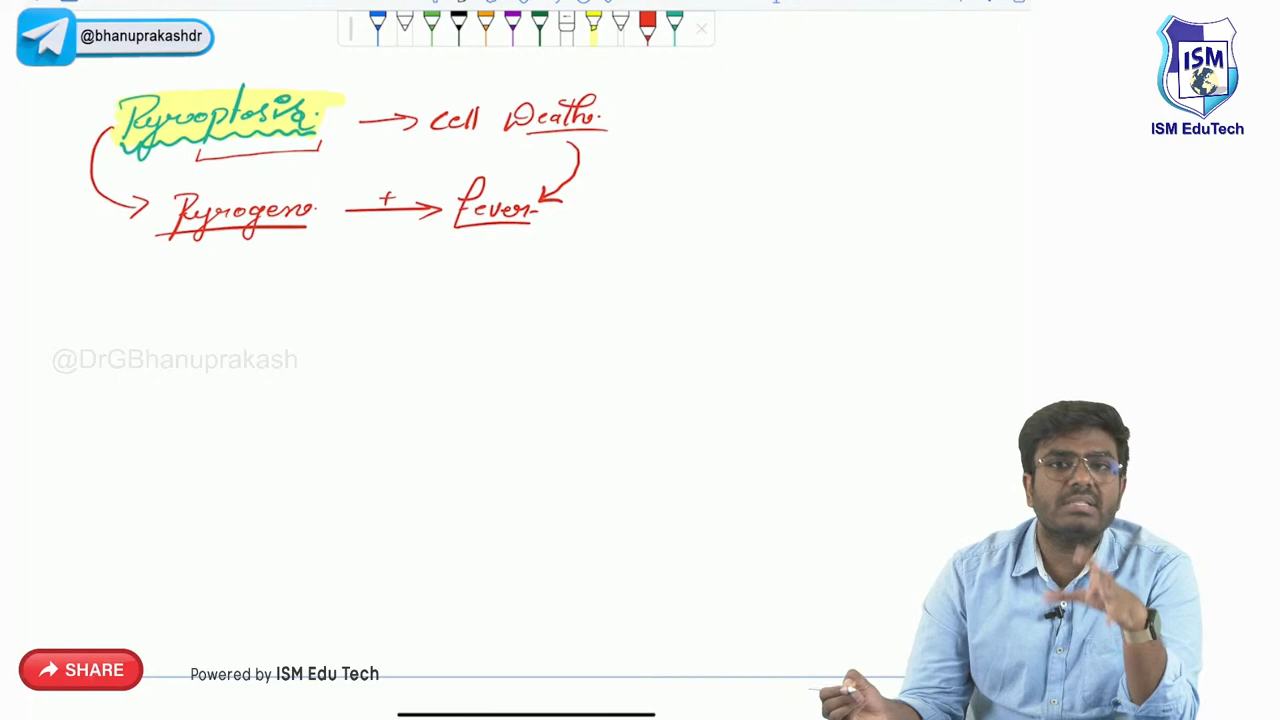 @bhanuprakashdr
ISM
ISM EduTech
Pyroptosis. → Cell Death.
Pyrogens. + → Fever
@DrGBhanuprakash
SHARE
Powered by ISM Edu Tech